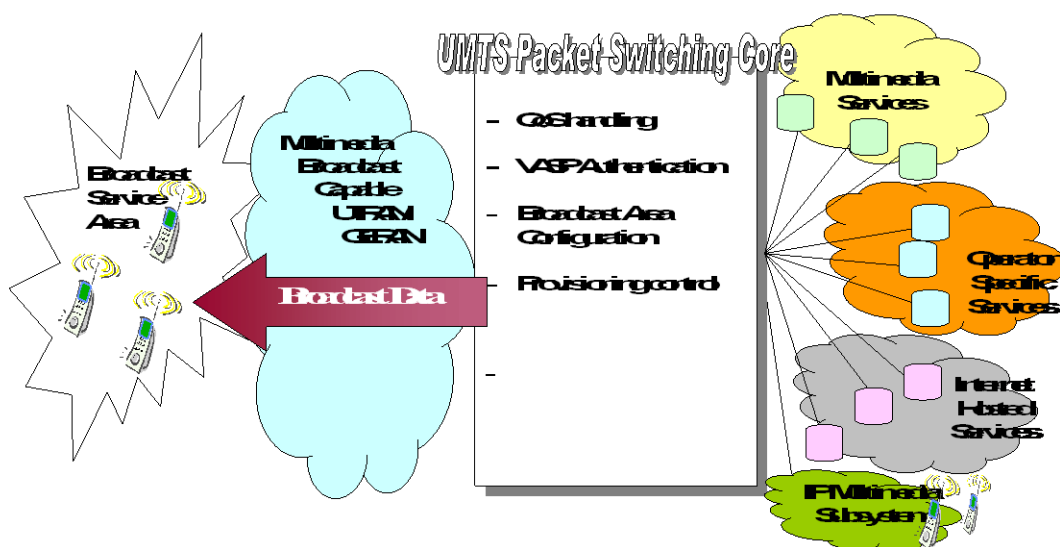 UMTS Packet Switching Core
Broadcast
Service
Area
Multimedia
Broadcast
Capable
UTRAN/
GERAN
Broadcast Data
- QoS handling
- VASP Authentication
- Broadcast Area
Configuration
- Provisioning control
-
Multimedia
Services
Operator
Specific
Services
Internet
Hosted
Services
IP Multimedia
Subsystem